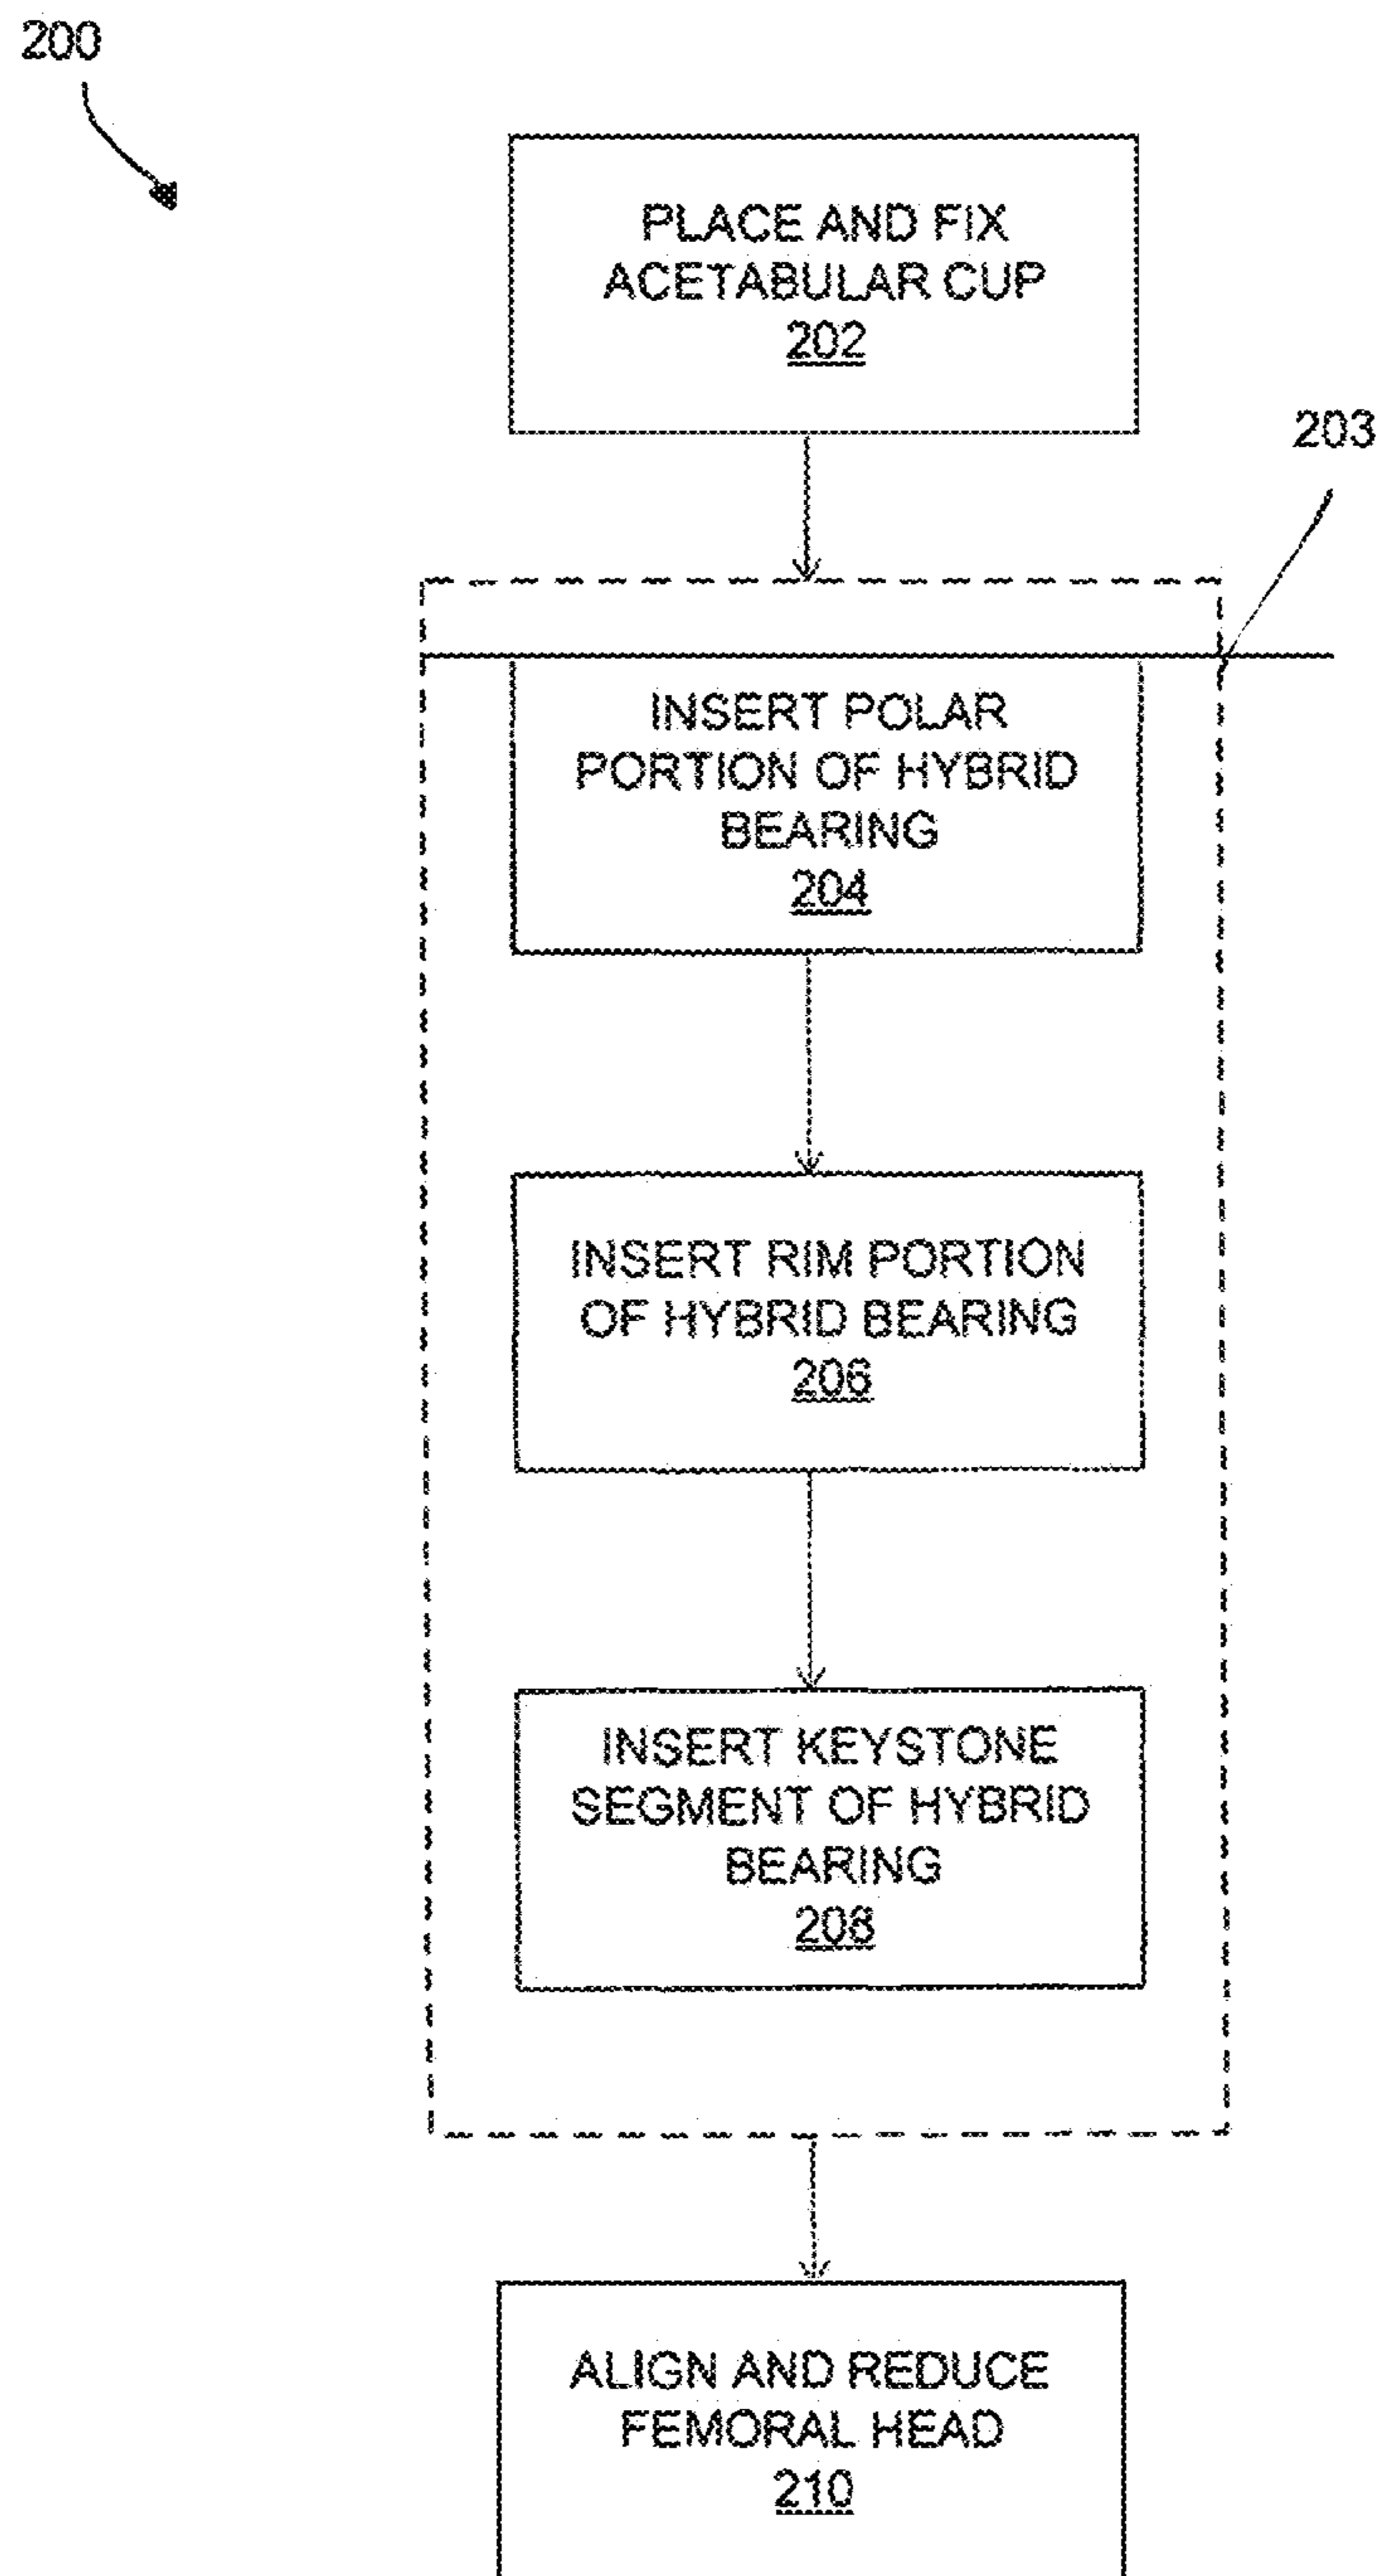 200
PLACE AND FIX
ACETABULAR CUP
202
203
INSERT POLAR
PORTION OF HYBRID
BEARING
204
INSERT RIM PORTION
OF HYBRID BEARING
206
INSERT KEYSTONE
SEGMENT OF HYBRID
BEARING
208
ALIGN AND REDUCE
FEMORAL HEAD
210